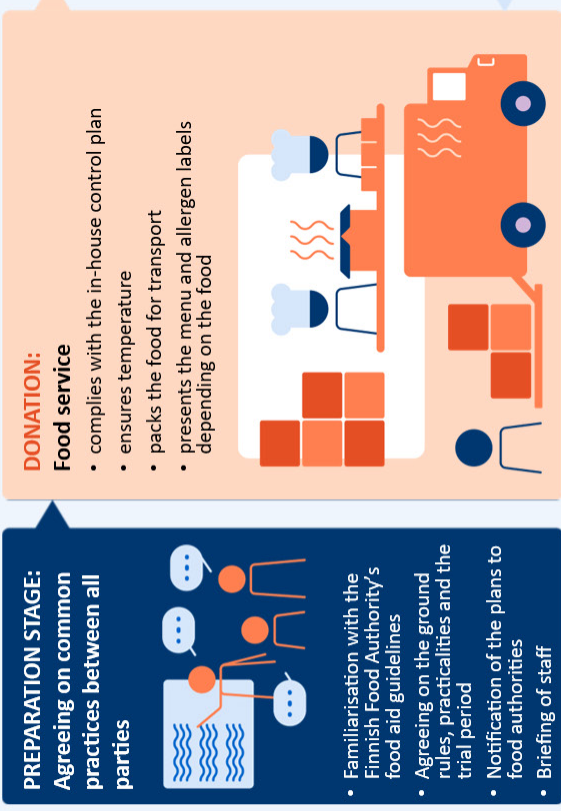 PREPARATION STAGE:
Agreeing on common
practices between all
parties
• Familiarisation with the
Finnish Food Authority's
food aid guidelines
• Agreeing on the ground
rules, practicalities and the
trial period
• Notification of the plans to
food authorities
• Briefing of staff
DONATION:
Food service
• complies with the in-house control plan
• ensures temperature
• packs the food for transport
• presents the menu and allergen labels
depending on the food